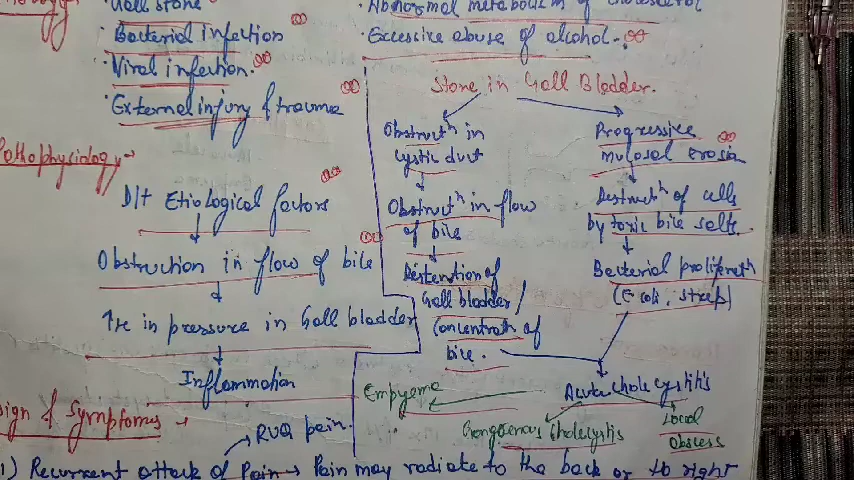 Gall stone
Bacterial infection
Viral infection.
External injury & trauma
Pathophysiology
D/t Etiological factors
Obstruction in flow of bile
↑se in pressure in Gall bladder
Inflammation
Abnormal metabolism of cholesterol
Excessive abuse of alcohol.
Stone in Gall Bladder.
Obstructn in
cystic duct
Obstructn in flow
of bile
Distention of
Gall bladder/
Concentratn of
bile.
Progressive
mucosal erosion
Destructn of cells
by toxic bile salts.
Bacterial proliferatn
(E coli, strep)
Acute cholecystitis
Empyema
Gangrenous Cholecystitis
Local
abscess
Sign & Symptomes →
RUQ pain.
1) Recurrent attack of Pain → Pain may radiate to the back or to right